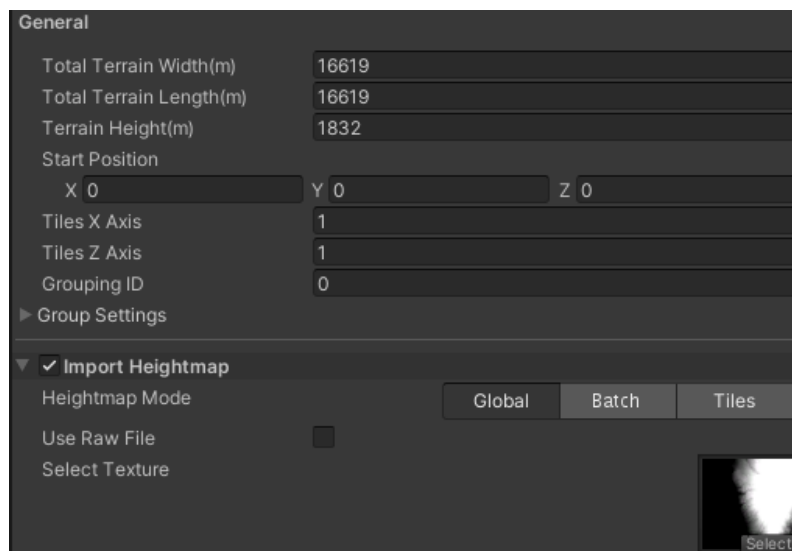 General
Total Terrain Width(m) 16619
Total Terrain Length(m) 16619
Terrain Height(m) 1832
Start Position
X 0 Y 0 Z 0
Tiles X Axis 1
Tiles Z Axis 1
Grouping ID 0
Group Settings
Import Heightmap
Heightmap Mode Global Batch Tiles
Use Raw File
Select Texture
Select